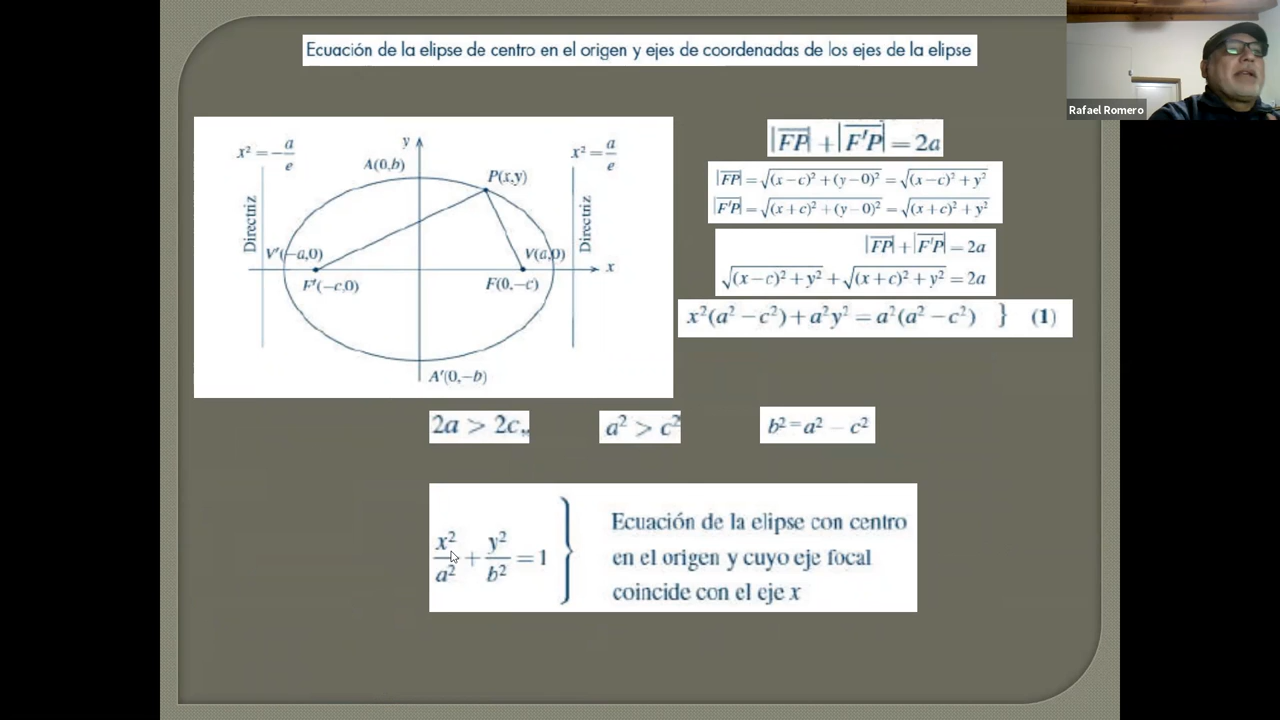 Ecuación de la elipse de centro en el origen y ejes de coordenadas de los ejes de la elipse
Rafael Romero
x² = -a/e
y
A(0,b)
P(x,y)
x² = a/e
Directriz
Directriz
V'(-a,0)
V(a,0)
x
F'(-c,0)
F(0,-c)
A'(0,-b)
|FP| + |F'P| = 2a
|FP| = √(x-c)² + (y-0)² = √(x-c)² + y²
|F'P| = √(x+c)² + (y-0)² = √(x+c)² + y²
|FP| + |F'P| = 2a
√(x-c)² + y² + √(x+c)² + y² = 2a
x²(a² - c²) + a²y² = a²(a² - c²) } (1)
2a > 2c,,
a² > c²
b² = a² - c²
x²/a² + y²/b² = 1 }
Ecuación de la elipse con centro
en el origen y cuyo eje focal
coincide con el eje x